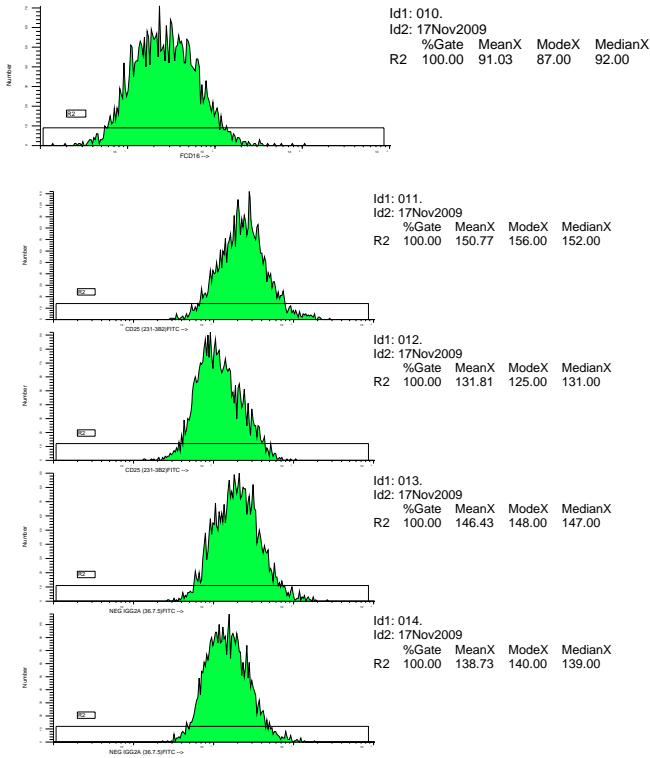 Id1: 010.
Id2: 17Nov2009
%Gate MeanX ModeX MedianX
R2 100.00 91.03 87.00 92.00
Number
R2
FCD16 -->
Id1: 011.
Id2: 17Nov2009
%Gate MeanX ModeX MedianX
R2 100.00 150.77 156.00 152.00
Number
R2
CD25 (231-3B2)FITC -->
Id1: 012.
Id2: 17Nov2009
%Gate MeanX ModeX MedianX
R2 100.00 131.81 125.00 131.00
Number
R2
CD25 (231-3B2)FITC -->
Id1: 013.
Id2: 17Nov2009
%Gate MeanX ModeX MedianX
R2 100.00 146.43 148.00 147.00
Number
R2
NEG IGG2A (36.7.5)FITC -->
Id1: 014.
Id2: 17Nov2009
%Gate MeanX ModeX MedianX
R2 100.00 138.73 140.00 139.00
Number
R2
NEG IGG2A (36.7.5)FITC -->